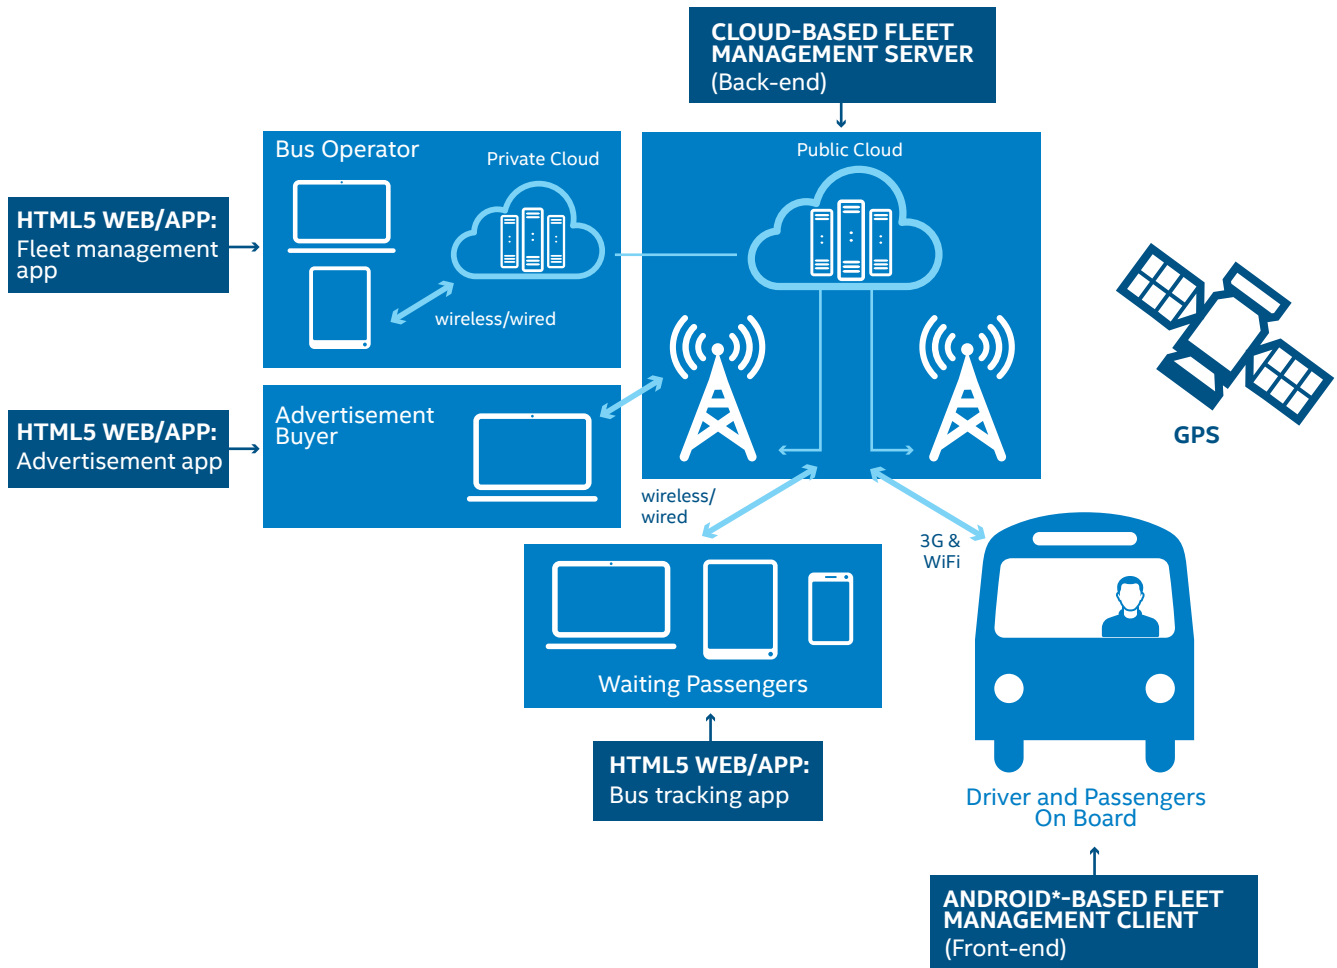 CLOUD-BASED FLEET
MANAGEMENT SERVER
(Back-end)
Bus Operator
Private Cloud
Public Cloud
HTML5 WEB/APP:
Fleet management
app
wireless/wired
HTML5 WEB/APP:
Advertisement app
Advertisement
Buyer
GPS
wireless/
wired
3G &
WiFi
Waiting Passengers
HTML5 WEB/APP:
Bus tracking app
Driver and Passengers
On Board
ANDROID*-BASED FLEET
MANAGEMENT CLIENT
(Front-end)